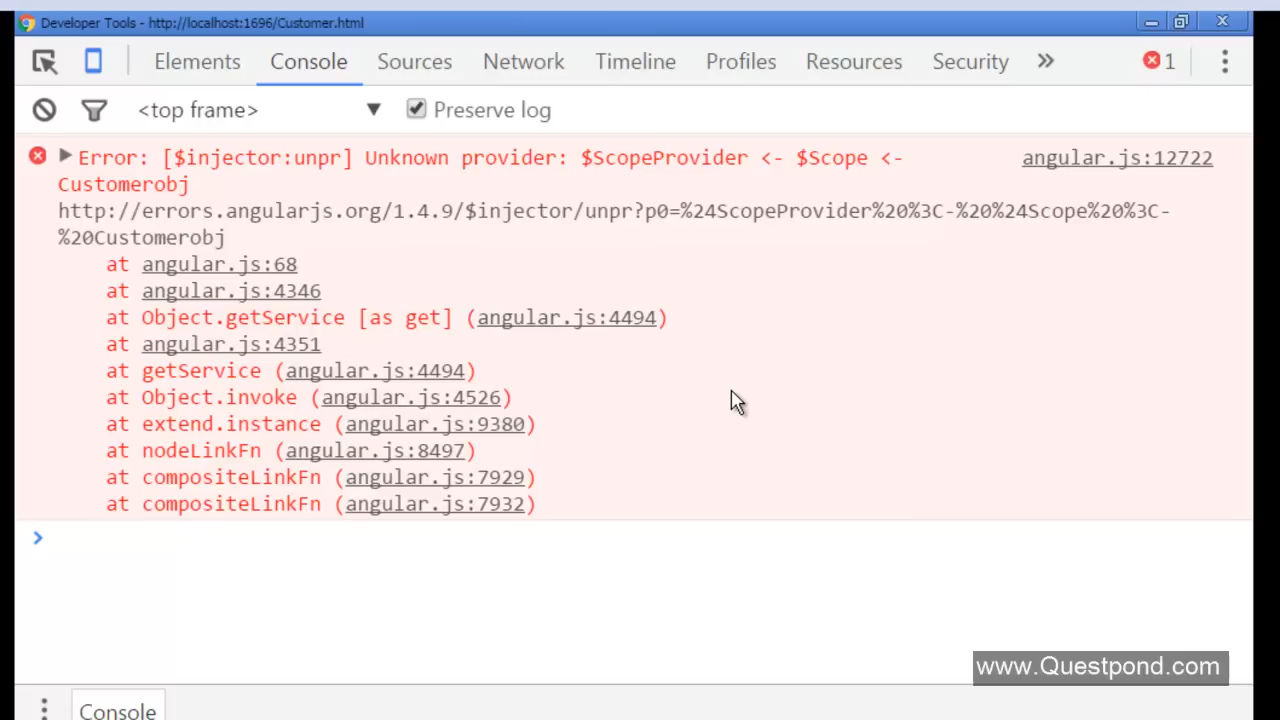 Developer Tools - http://localhost:1696/Customer.html
Elements Console Sources Network Timeline Profiles Resources Security » 1
<top frame> ▼ Preserve log
Error: [$injector:unpr] Unknown provider: $ScopeProvider <- $Scope <- angular.js:12722
Customerobj
http://errors.angularjs.org/1.4.9/$injector/unpr?p0=%24ScopeProvider%20%3C-%20%24Scope%20%3C-
%20Customerobj
at angular.js:68
at angular.js:4346
at Object.getService [as get] (angular.js:4494)
at angular.js:4351
at getService (angular.js:4494)
at Object.invoke (angular.js:4526)
at extend.instance (angular.js:9380)
at nodeLinkFn (angular.js:8497)
at compositeLinkFn (angular.js:7929)
at compositeLinkFn (angular.js:7932)
www.Questpond.com
Console